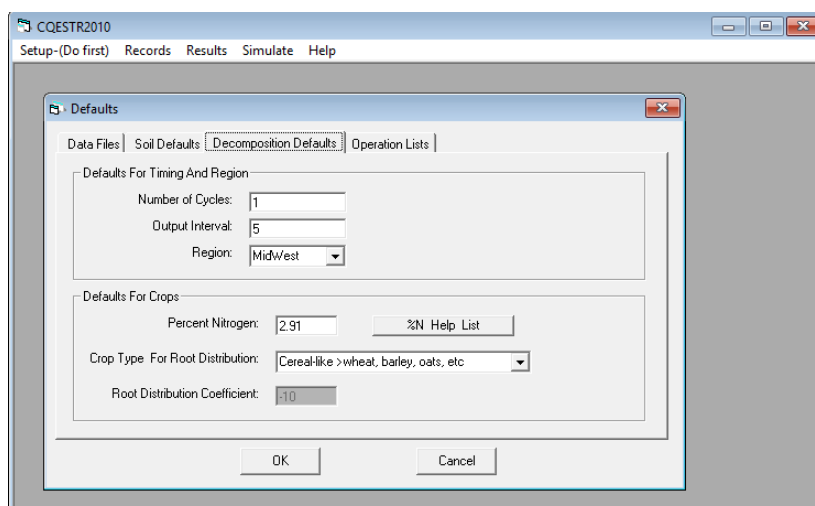 CQESTR2010
Setup-(Do first) Records Results Simulate Help
Defaults
Data Files Soil Defaults Decomposition Defaults Operation Lists
Defaults For Timing And Region
Number of Cycles: 1
Output Interval: 5
Region: MidWest
Defaults For Crops
Percent Nitrogen: 2.91 %N Help List
Crop Type For Root Distribution: Cereal-like >wheat, barley, oats, etc
Root Distribution Coefficient: -10
OK Cancel